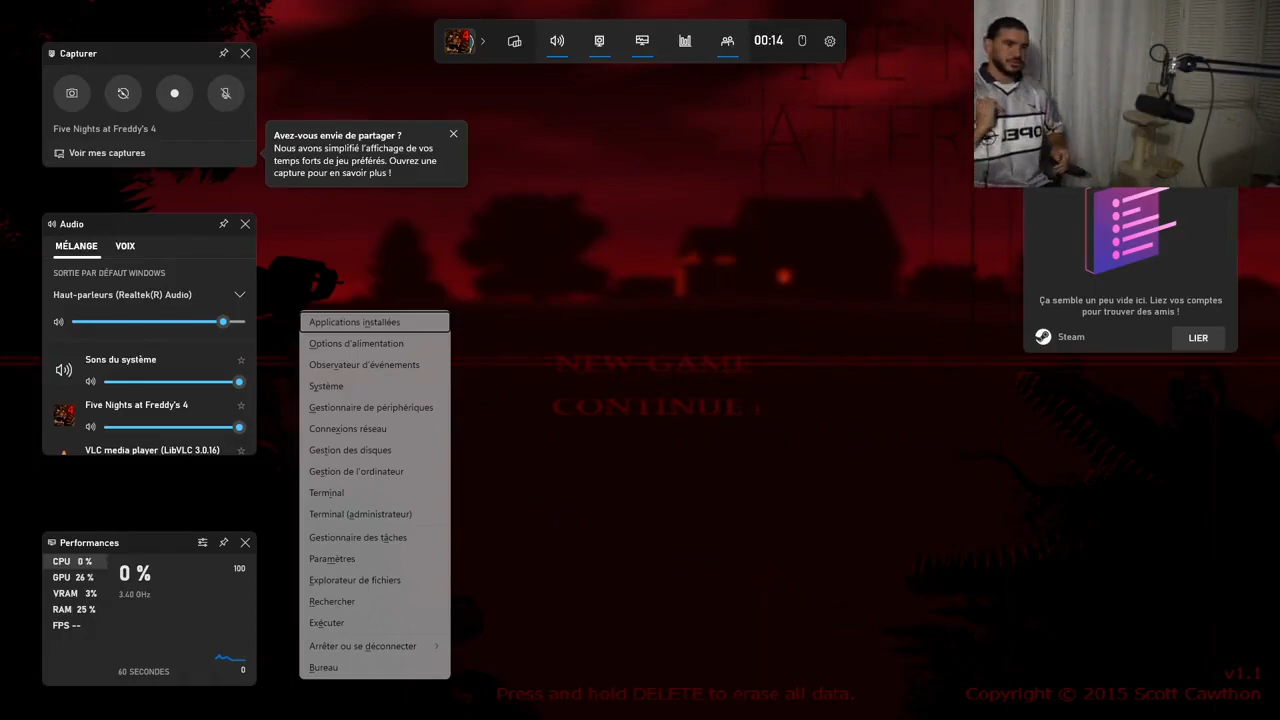 Capturer
Five Nights at Freddy's 4
Voir mes captures
Avez-vous envie de partager ?
Nous avons simplifié l'affichage de vos
temps forts de jeu préférés. Ouvrez une
capture pour en savoir plus !
00:14
OPEL
Ça semble un peu vide ici. Liez vos comptes
pour trouver des amis !
Steam
LIER
Audio
MÉLANGE VOIX
SORTIE PAR DÉFAUT WINDOWS
Haut-parleurs (Realtek(R) Audio)
Sons du système
Five Nights at Freddy's 4
VLC media player (LibVLC 3.0.16)
Performances
CPU 0 %
GPU 26 %
VRAM 3%
RAM 25 %
FPS --
0 %
3.40 GHz
100
60 SECONDES
0
Applications installées
Options d'alimentation
Observateur d'événements
Système
Gestionnaire de périphériques
Connexions réseau
Gestion des disques
Gestion de l'ordinateur
Terminal
Terminal (administrateur)
Gestionnaire des tâches
Paramètres
Explorateur de fichiers
Rechercher
Exécuter
Arrêter ou se déconnecter
Bureau
NEW GAME
CONTINUE
Press and hold DELETE to erase all data.
v1.1
Copyright © 2015 Scott Cawthon